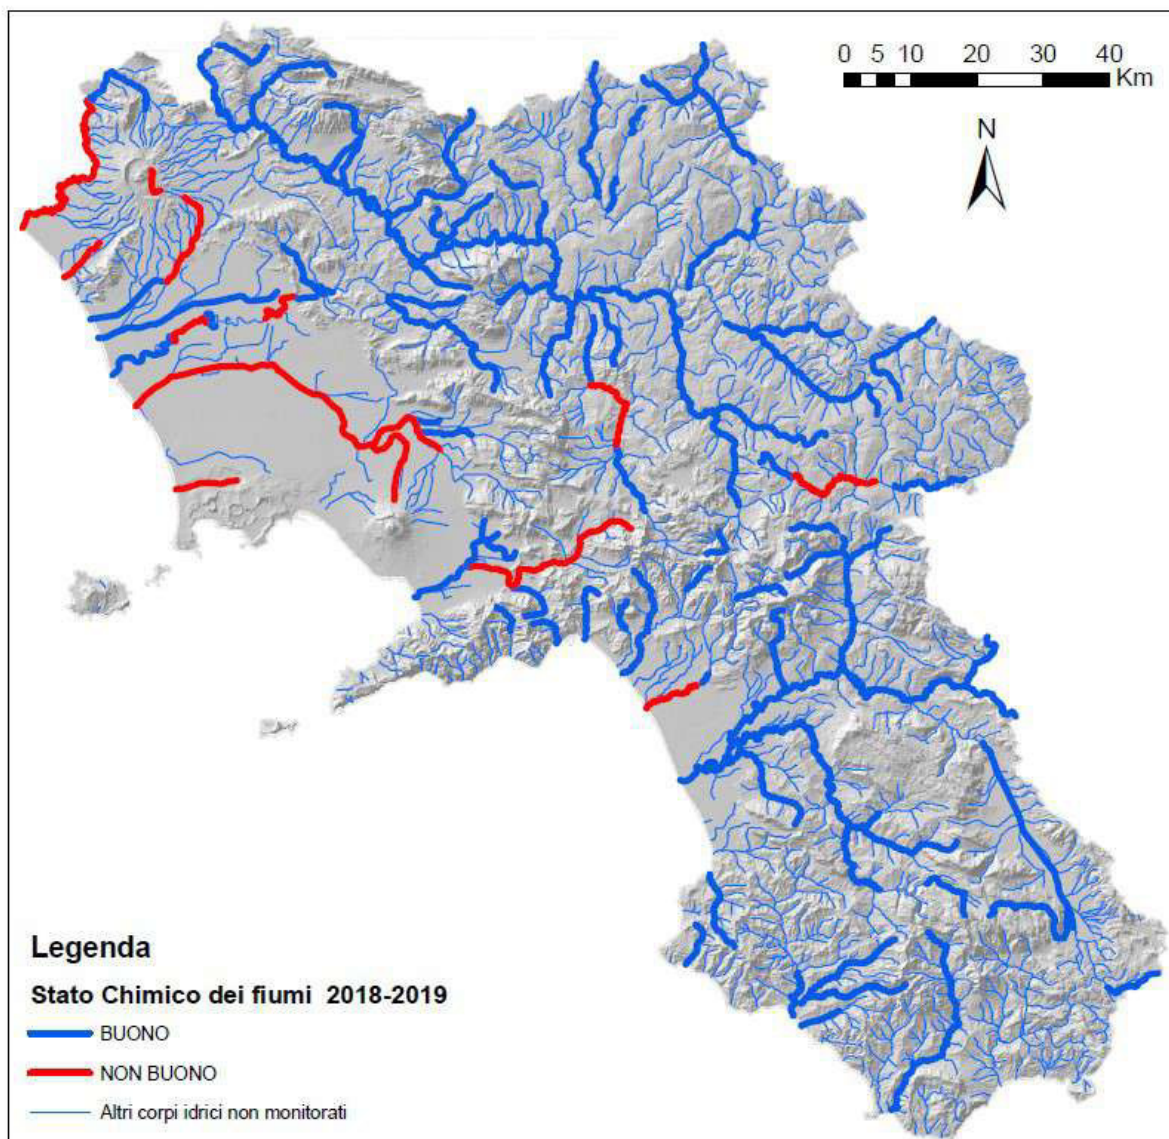 0 5 10 20 30 40
Km
N
Legenda
Stato Chimico dei fiumi 2018-2019
BUONO
NON BUONO
Altri corpi idrici non monitorati